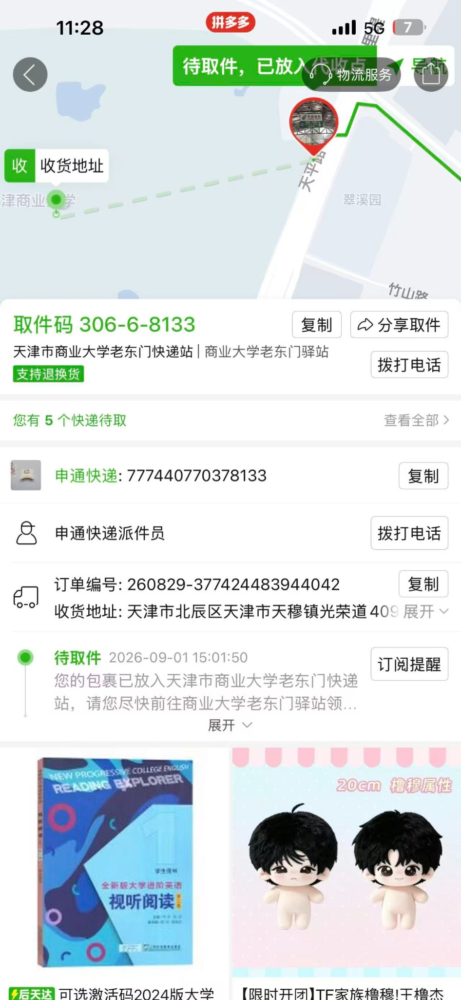 11:28
拼多多
5G
7
里堤
待取件，已放入代收点
导航
物流服务
中国邮政
收
收货地址
天平路
津商业大学
翠溪园
竹山路
取件码 306-6-8133
复制
分享取件
天津市商业大学老东门快递站 | 商业大学老东门驿站
拨打电话
支持退换货
您有 5 个快递待取
查看全部
申通快递: 777440770378133
复制
申通快递派件员
拨打电话
订单编号: 260829-377424483944042
复制
收货地址: 天津市北辰区天津市天穆镇光荣道409
展开
待取件 2026-09-01 15:01:50
订阅提醒
您的包裹已放入天津市商业大学老东门快递
站，请您尽快前往商业大学老东门驿站领...
展开
NEW PROGRESSIVE COLLEGE ENGLISH
READING EXPLORER
1
学生用书
全新版大学进阶英语
视听阅读
20cm 橹穆属性
后天达 可选激活码2024版大学
【限时开团】TF家族橹穆!王橹杰